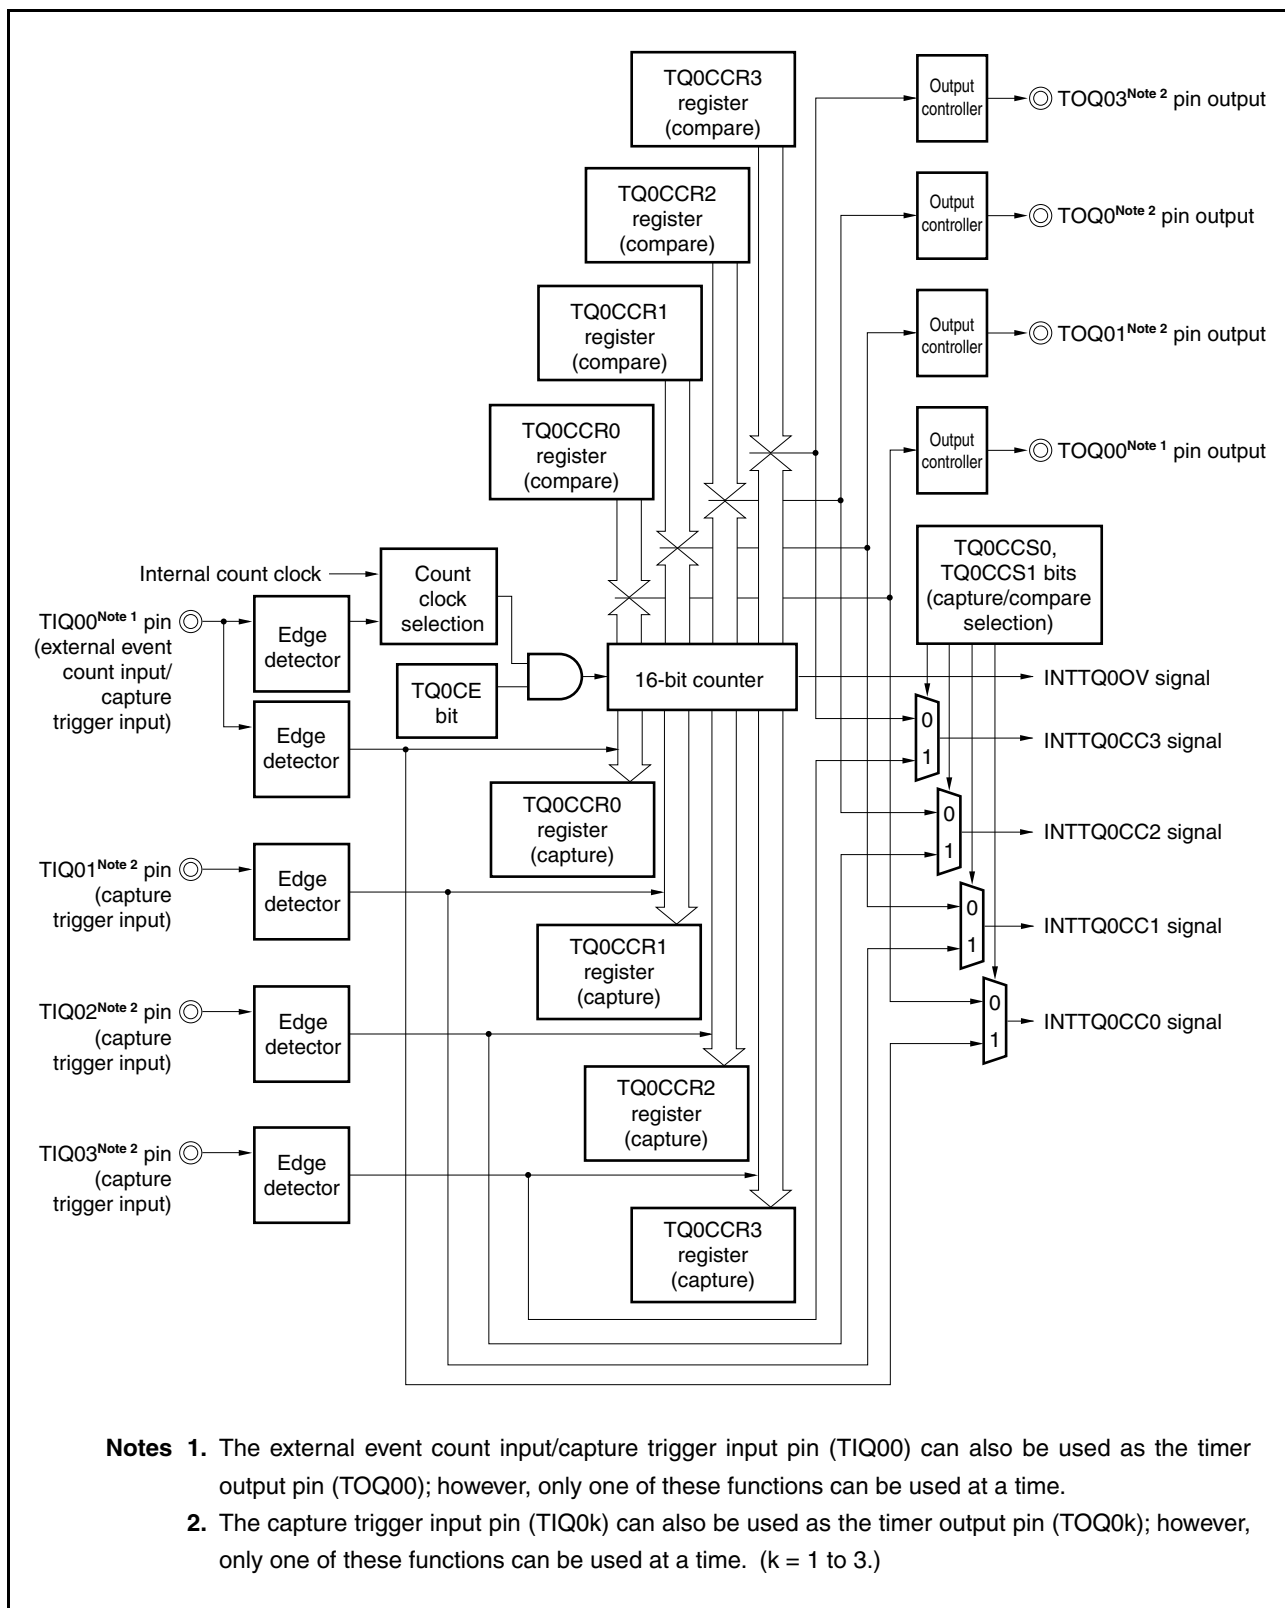 TQ0CCR3
register
(compare)
Output
controller
TOQ03Note 2 pin output
TQ0CCR2
register
(compare)
Output
controller
TOQ0Note 2 pin output
TQ0CCR1
register
(compare)
Output
controller
TOQ01Note 2 pin output
TQ0CCR0
register
(compare)
Output
controller
TOQ00Note 1 pin output
TQ0CCS0,
TQ0CCS1 bits
(capture/compare
selection)
Internal count clock
Count
clock
selection
TIQ00Note 1 pin
(external event
count input/
capture
trigger input)
Edge
detector
TQ0CE
bit
16-bit counter
INTTQ0OV signal
Edge
detector
0
1
INTTQ0CC3 signal
TQ0CCR0
register
(capture)
0
1
INTTQ0CC2 signal
TIQ01Note 2 pin
(capture
trigger input)
Edge
detector
0
1
INTTQ0CC1 signal
TQ0CCR1
register
(capture)
TIQ02Note 2 pin
(capture
trigger input)
Edge
detector
0
1
INTTQ0CC0 signal
TQ0CCR2
register
(capture)
TIQ03Note 2 pin
(capture
trigger input)
Edge
detector
TQ0CCR3
register
(capture)
Notes 1. The external event count input/capture trigger input pin (TIQ00) can also be used as the timer
output pin (TOQ00); however, only one of these functions can be used at a time.
2. The capture trigger input pin (TIQ0k) can also be used as the timer output pin (TOQ0k); however,
only one of these functions can be used at a time. (k = 1 to 3.)